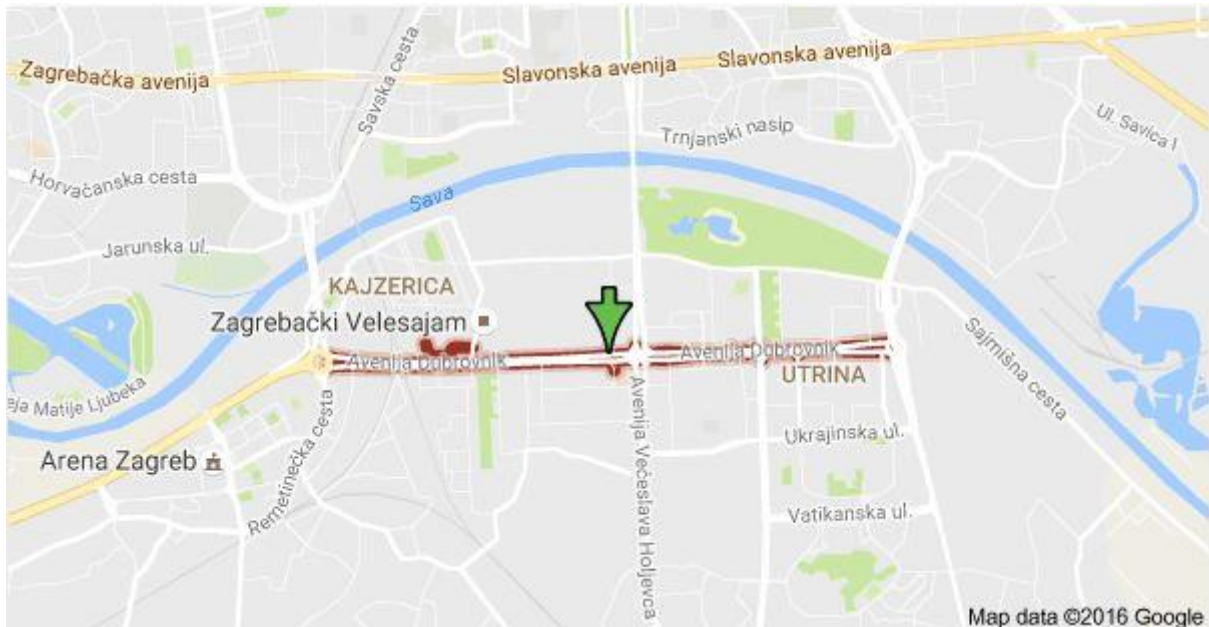 Zagrebačka avenija
Savska cesta
Slavonska avenija
Slavonska avenija
Trnjanski nasip
Ul. Savica I
Horvaćanska cesta
Sava
Jarunska ul.
KAJZERICA
Zagrebački Velesajam
Avenija Dobrovnik
Avenija Dobrovnik
UTRINA
Sajmišna cesta
eja Matije Ljubeka
Remetinečka cesta
Arena Zagreb
Avenija Većeslava Holjevca
Ukrajinska ul.
Vatikanska ul.
Map data ©2016 Google